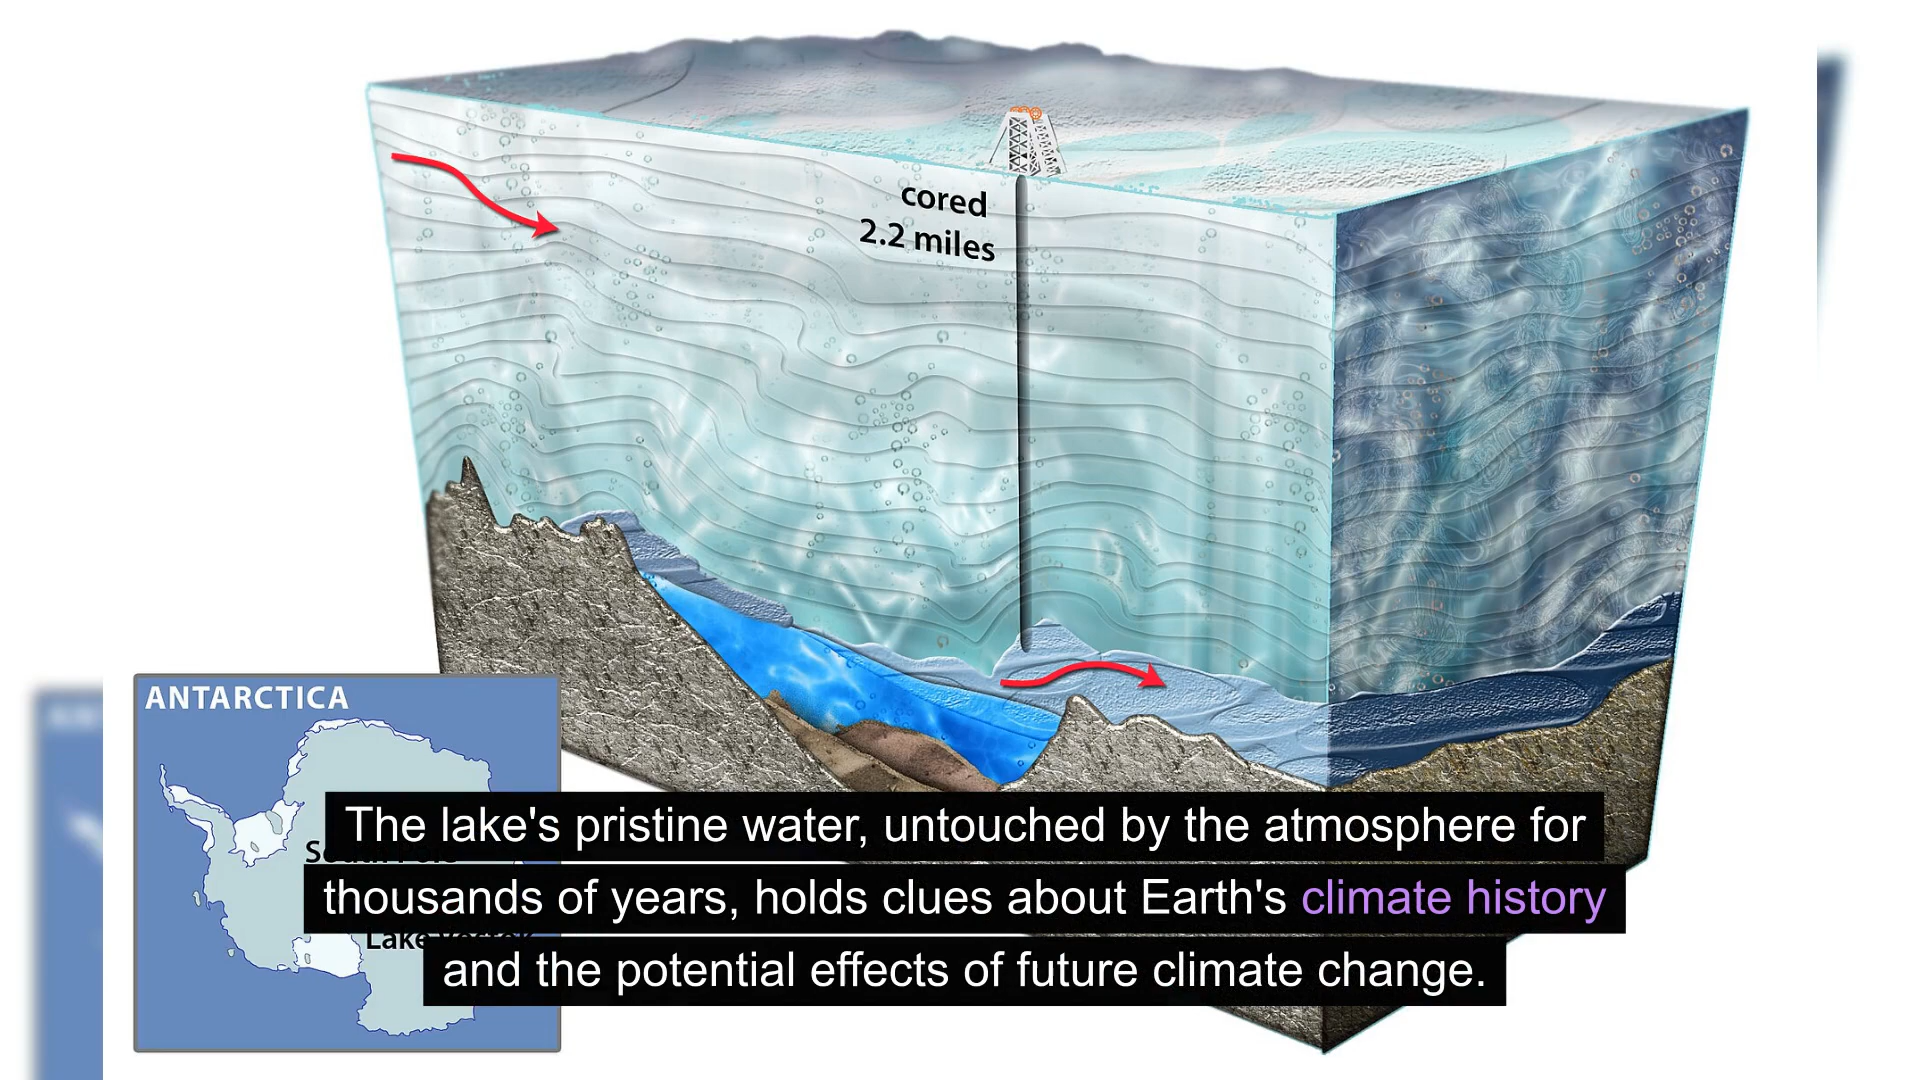 cored
2.2 miles
ANTARCTICA
The lake's pristine water, untouched by the atmosphere for
thousands of years, holds clues about Earth's climate history
and the potential effects of future climate change.
Lake